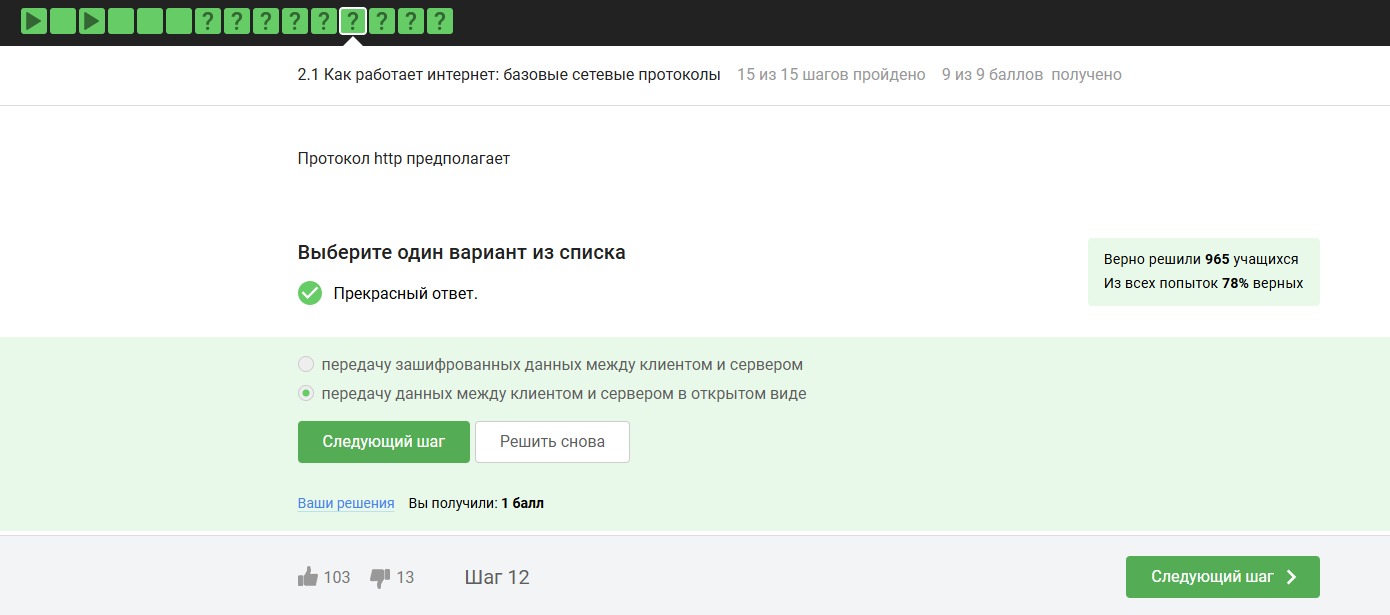 ? ? ? ? ? ? ? ? ?
2.1 Как работает интернет: базовые сетевые протоколы 15 из 15 шагов пройдено 9 из 9 баллов получено
Протокол http предполагает
Выберите один вариант из списка
Прекрасный ответ.
Верно решили 965 учащихся
Из всех попыток 78% верных
передачу зашифрованных данных между клиентом и сервером
передачу данных между клиентом и сервером в открытом виде
Следующий шаг Решить снова
Ваши решения Вы получили: 1 балл
103 13 Шаг 12 Следующий шаг